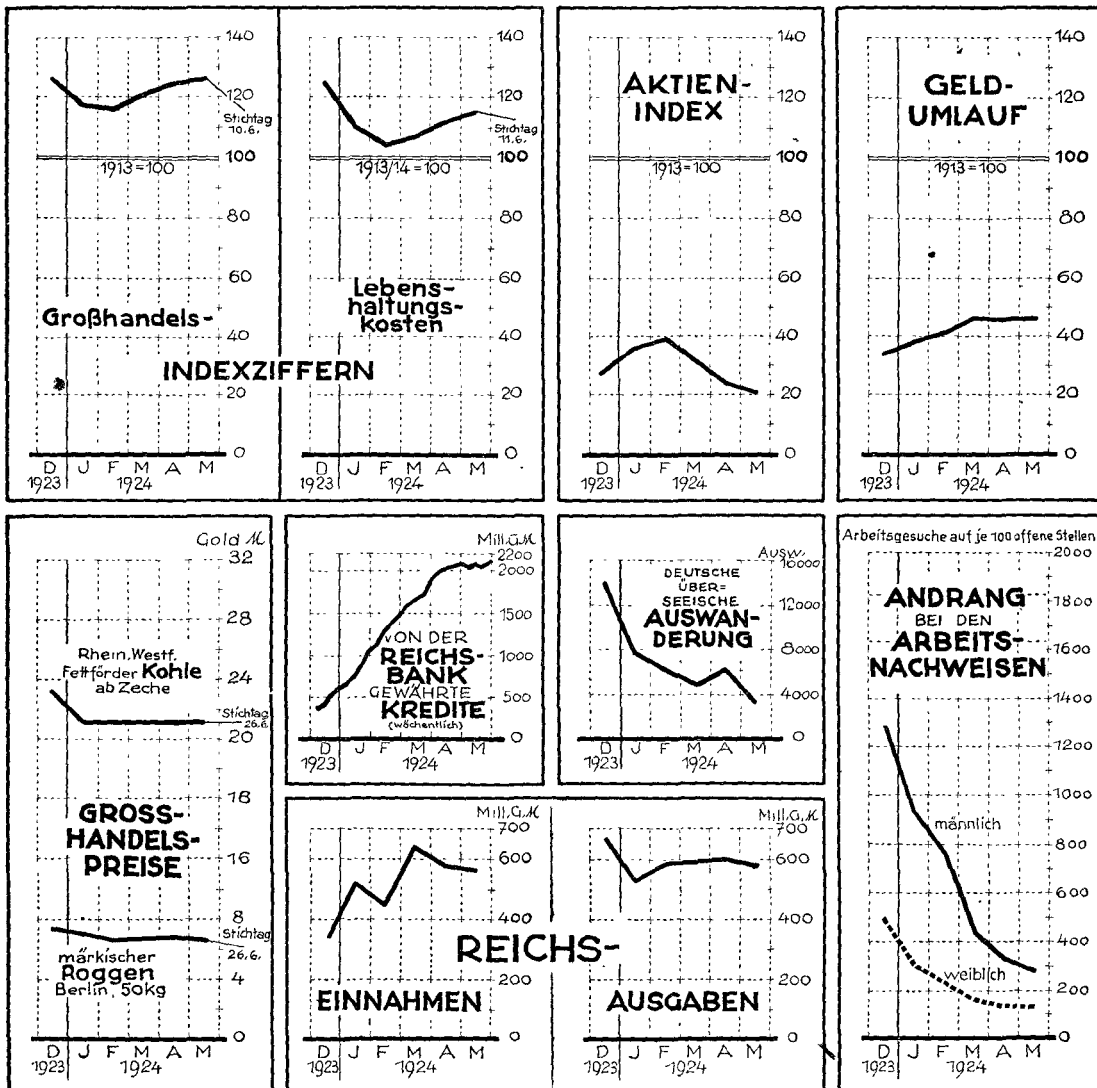 140
120
Stichtag
10.6.
100
1913=100
80
60
Großhandels-
40
20
0
D J F M A M
1923 1924
140
120
Stichtag
11.6.
100
1913/14=100
80
60
Lebens-
haltungs-
kosten
40
20
0
D J F M A M
1923 1924
INDEXZIFFERN
140
AKTIEN-
INDEX
120
100
1913=100
80
60
40
20
0
D J F M A M
1923 1924
140
GELD-
UMLAUF
120
100
1913=100
80
60
40
20
0
D J F M A M
1923 1924
Gold M
32
28
Rhein.Westf.
Fettförder Kohle
ab Zeche
24
Stichtag
26.6.
20
18
GROSS-
HANDELS-
PREISE
16
8
Stichtag
26.6.
märkischer
Roggen
Berlin, 50kg
4
0
D J F M A M
1923 1924
Mill.G.M
2200
2000
1500
VON DER
REICHS-
BANK
1000
GEWÄHRTE
KREDITE
500
(wöchentlich)
0
D J F M A M
1923 1924
Ausw.
16000
DEUTSCHE
ÜBER=
SEEISCHE
AUSWAN-
DERUNG
12000
8000
4000
0
D J F M A M
1923 1924
Arbeitsgesuche auf je 100 offene Stellen
2000
ANDRANG
BEI DEN
ARBEITS-
NACHWEISEN
1800
1600
1400
1200
1000
männlich
800
600
400
weiblich
200
0
D J F M A M
1923 1924
Mill.G.M
700
600
400
200
EINNAHMEN
0
D J F M A M
1923 1924
REICHS-
Mill.G.M
700
600
400
200
AUSGABEN
0
D J F M A M
1923 1924